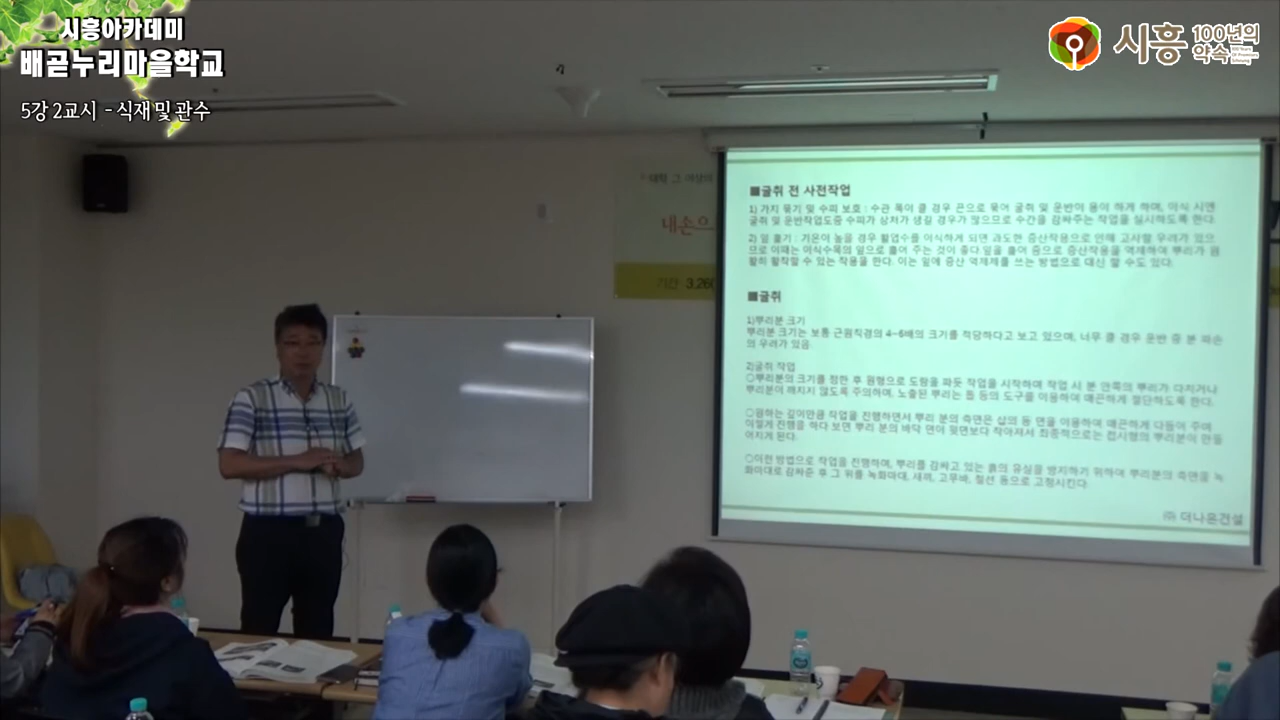 시흥아카데미
배곧누리마을학교
5강 2교시 - 식재 및 관수
시흥 100년의
약속
내손으
기간: 3.26(
■굴취 전 사전작업
1) 가지 묶기 및 수피 보호 : 수관 폭이 클 경우 끈으로 묶어 굴취 및 운반이 용이 하게 하며, 이식 시엔
굴취 및 운반작업도중 수피가 상처가 생길 경우가 많으므로 수간을 감싸주는 작업을 실시하도록 한다.
2) 잎 훑기 : 기온이 높을 경우 활엽수를 이식하게 되면 과도한 증산작용으로 인해 고사할 우려가 있으
므로 이때는 이식수목의 잎으로 훑어 주는 것이 좋다 잎을 훑어 줌으로 증산작용을 억제하여 뿌리가 원
활히 활착할 수 있는 작용을 한다. 이는 잎에 증산 억제제를 쓰는 방법으로 대신 할 수도 있다.
■굴취
1)뿌리분 크기
뿌리분 크기는 보통 근원직경의 4~6배의 크기를 적당하다고 보고 있으며, 너무 클 경우 운반 중 분 파손
의 우려가 있음
2)굴취 작업
○뿌리분의 크기를 정한 후 원형으로 도랑을 파듯 작업을 시작하며 작업 시 분 안쪽의 뿌리가 다치거나
뿌리분이 깨지지 않도록 주의하며, 노출된 뿌리는 톱 등의 도구를 이용하여 매끈하게 절단하도록 한다.
○원하는 깊이만큼 작업을 진행하면서 뿌리 분의 측면은 삽의 등 면을 이용하여 매끈하게 다듬어 주며
이렇게 진행을 하다 보면 뿌리 분의 바닥 면이 윗면보다 작아져서 최종적으로는 접시형의 뿌리분이 만들
어지게 된다.
○이런 방법으로 작업을 진행하며, 뿌리를 감싸고 있는 흙의 유실을 방지하기 위하여 뿌리분의 측면을 녹
화마대로 감싸준 후 그 위를 녹화마대, 새끼, 고무바, 철선 등으로 고정시킨다.
㈜ 더나은건설